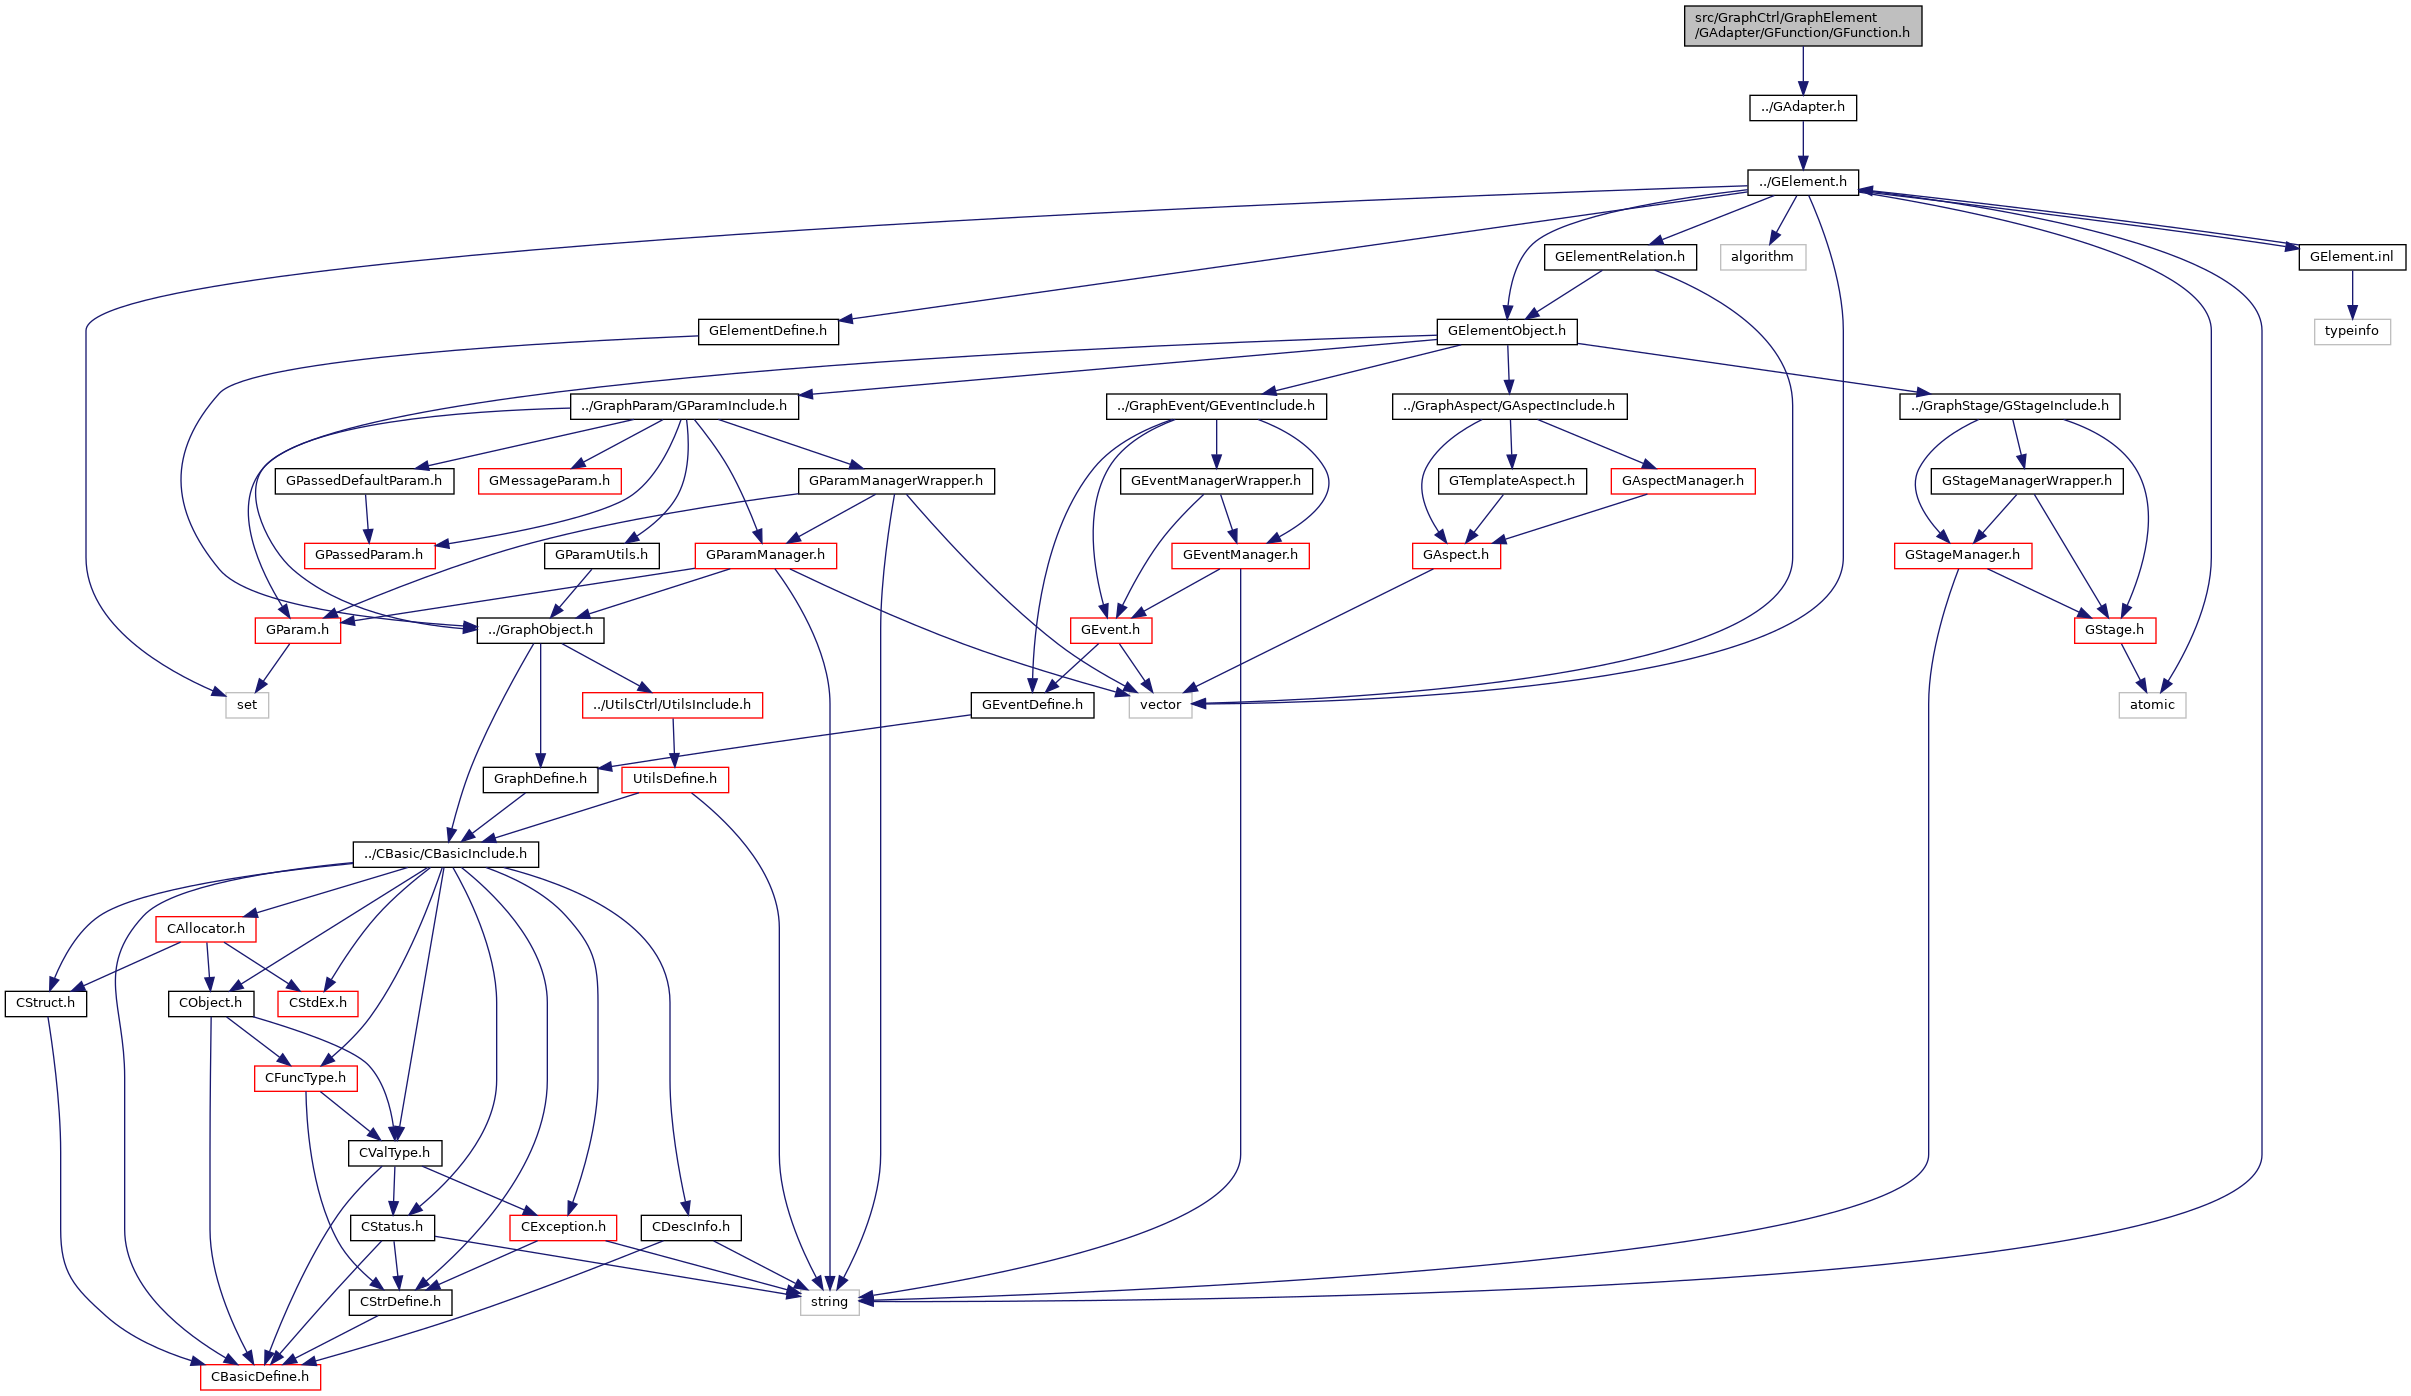 src/GraphCtrl/GraphElement
/GAdapter/GFunction/GFunction.h
../GAdapter.h
../GElement.h
GElementRelation.h
algorithm
GElement.inl
GElementDefine.h
GElementObject.h
typeinfo
../GraphParam/GParamInclude.h
../GraphEvent/GEventInclude.h
../GraphAspect/GAspectInclude.h
../GraphStage/GStageInclude.h
GPassedDefaultParam.h
GMessageParam.h
GParamManagerWrapper.h
GEventManagerWrapper.h
GTemplateAspect.h
GAspectManager.h
GStageManagerWrapper.h
GPassedParam.h
GParamUtils.h
GParamManager.h
GEventManager.h
GAspect.h
GStageManager.h
GParam.h
../GraphObject.h
GEvent.h
GStage.h
set
../UtilsCtrl/UtilsInclude.h
GEventDefine.h
vector
atomic
GraphDefine.h
UtilsDefine.h
../CBasic/CBasicInclude.h
CAllocator.h
CStruct.h
CObject.h
CStdEx.h
CFuncType.h
CValType.h
CStatus.h
CException.h
CDescInfo.h
CStrDefine.h
string
CBasicDefine.h